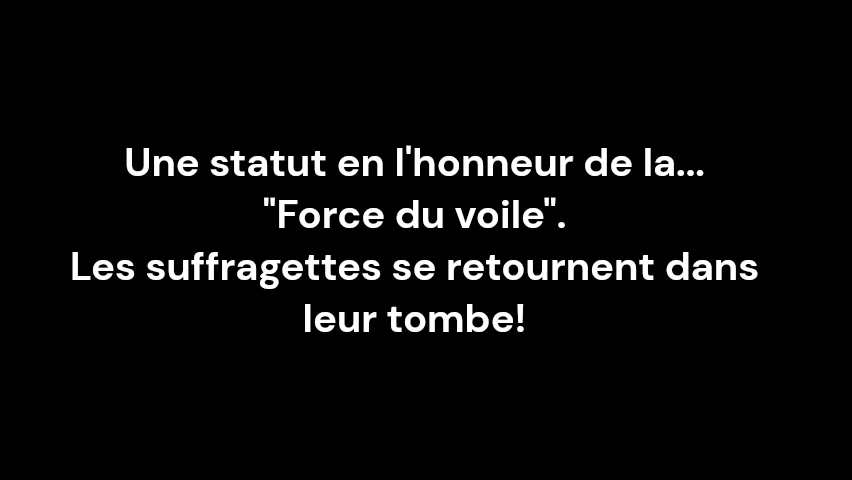 Une statut en l'honneur de la...
"Force du voile".
Les suffragettes se retournent dans
leur tombe!